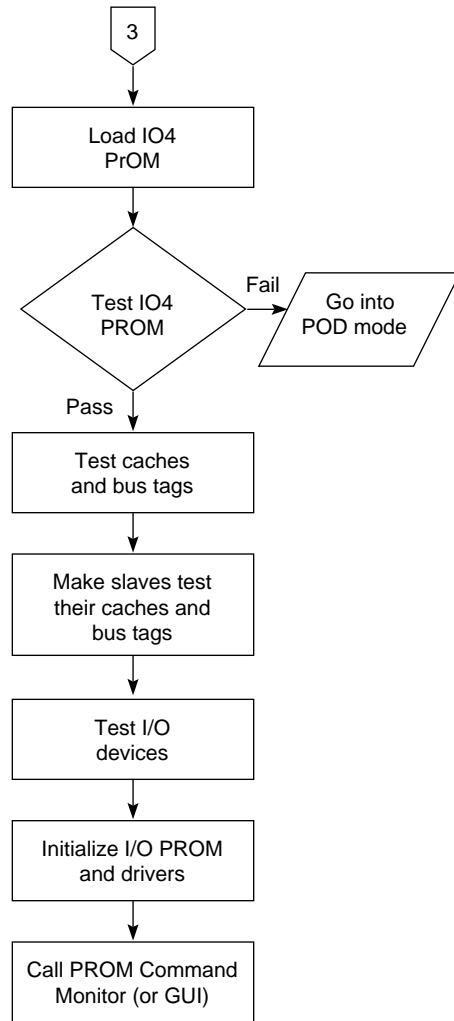 3
Load IO4
PrOM
Test IO4
PROM
Fail
Go into
POD mode
Pass
Test caches
and bus tags
Make slaves test
their caches and
bus tags
Test I/O
devices
Initialize I/O PROM
and drivers
Call PROM Command
Monitor (or GUI)